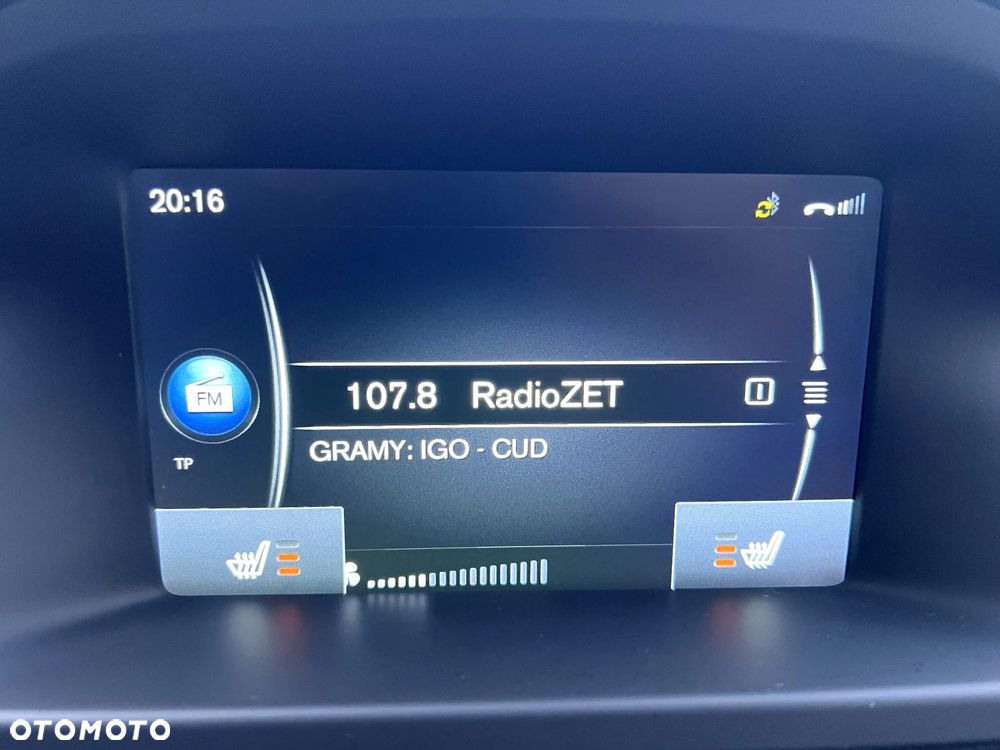 20:16
FM
107.8 RadioZET
TP
GRAMY: IGO - CUD
OTOMOTO